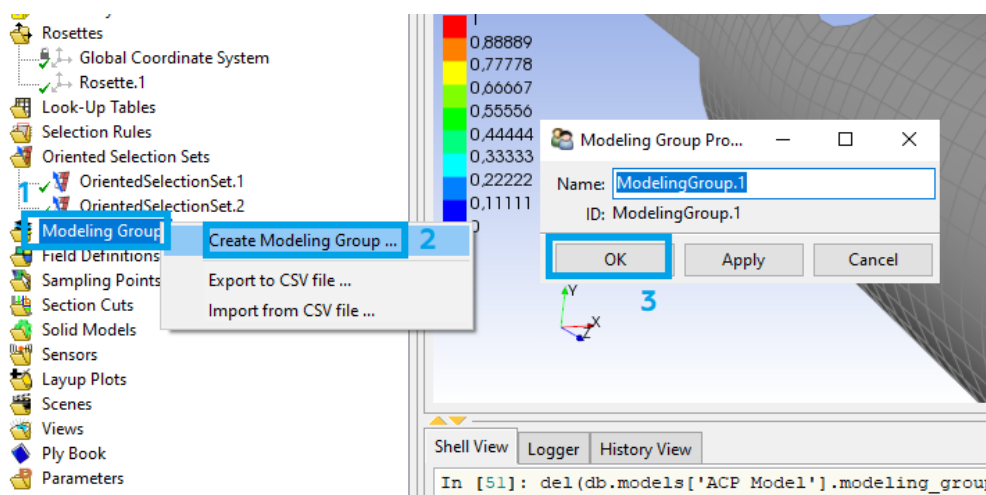 Rosettes
Global Coordinate System
Rosette.1
Look-Up Tables
Selection Rules
Oriented Selection Sets
1
OrientedSelectionSet.1
OrientedSelectionSet.2
Modeling Group
Field Definitions
Sampling Points
Section Cuts
Solid Models
Sensors
Layup Plots
Scenes
Views
Ply Book
Parameters
Create Modeling Group ...
2
Export to CSV file ...
Import from CSV file ...
1
0,88889
0,77778
0,66667
0,55556
0,44444
0,33333
0,22222
0,11111
0
Modeling Group Pro...
Name: ModelingGroup.1
ID: ModelingGroup.1
OK Apply Cancel
3
Y
X
Z
Shell View Logger History View
In [51]: del(db.models['ACP Model'].modeling_grou